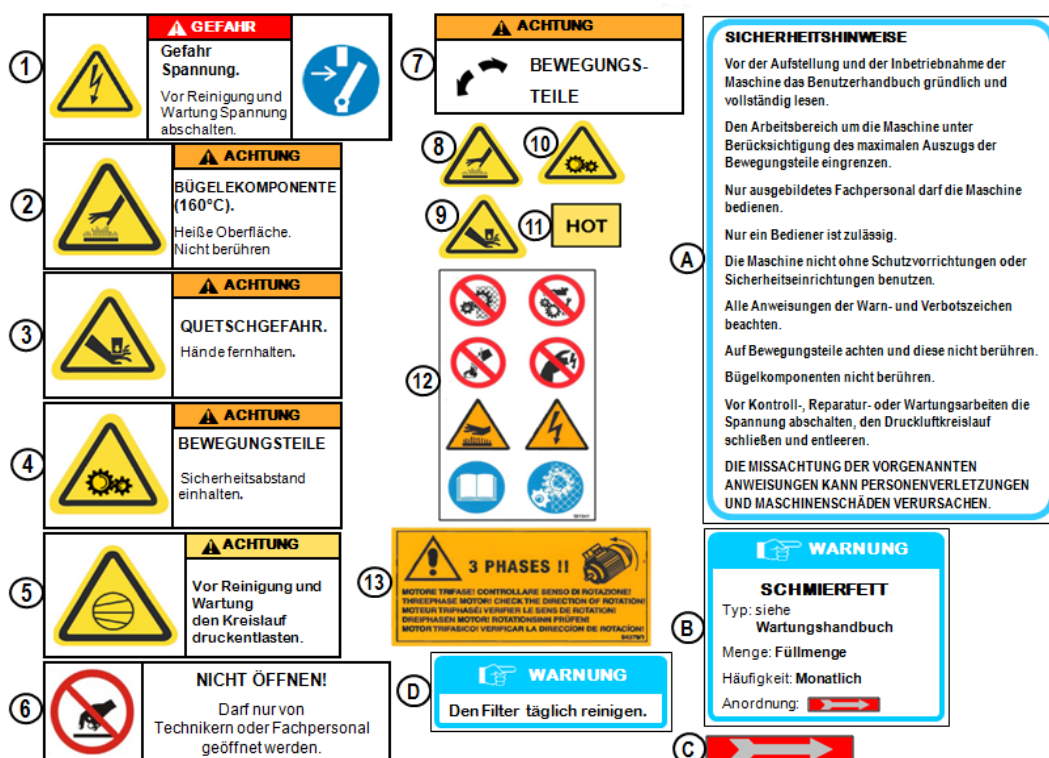 1
GEFAHR
Gefahr
Spannung.
Vor Reinigung und
Wartung Spannung
abschalten.
2
ACHTUNG
BÜGELEKOMPONENTE
(160°C).
Heiße Oberfläche.
Nicht berühren
3
ACHTUNG
QUETSCHGEFAHR.
Hände fernhalten.
4
ACHTUNG
BEWEGUNGSTEILE
Sicherheitsabstand
einhalten.
5
ACHTUNG
Vor Reinigung und
Wartung
den Kreislauf
druckentlasten.
6
NICHT ÖFFNEN!
Darf nur von
Technikern oder Fachpersonal
geöffnet werden.
7
ACHTUNG
BEWEGUNGS-
TEILE
8
10
9
11
HOT
12
13
3 PHASES !!
MOTORE TRIFASE! CONTROLLARE SENSO DI ROTAZIONE!
THREEPHASE MOTOR! CHECK THE DIRECTION OF ROTATION!
MOTEUR TRIPHASÉ! VERIFIER LE SENS DE ROTATION!
DREIPHASEN MOTOR! ROTATIONSINN PRÜFEN!
MOTOR TRIFASICO! VERIFICAR LA DIRECCION DE ROTACÍON!
D
WARNUNG
Den Filter täglich reinigen.
A
SICHERHEITSHINWEISE
Vor der Aufstellung und der Inbetriebnahme der
Maschine das Benutzerhandbuch gründlich und
vollständig lesen.
Den Arbeitsbereich um die Maschine unter
Berücksichtigung des maximalen Auszugs der
Bewegungsteile eingrenzen.
Nur ausgebildetes Fachpersonal darf die Maschine
bedienen.
Nur ein Bediener ist zulässig.
Die Maschine nicht ohne Schutzvorrichtungen oder
Sicherheitseinrichtungen benutzen.
Alle Anweisungen der Warn- und Verbotszeichen
beachten.
Auf Bewegungsteile achten und diese nicht berühren.
Bügelkomponenten nicht berühren.
Vor Kontroll-, Reparatur- oder Wartungsarbeiten die
Spannung abschalten, den Druckluftkreislauf
schließen und entleeren.
DIE MISSACHTUNG DER VORGENANNTEN
ANWEISUNGEN KANN PERSONENVERLETZUNGEN
UND MASCHINENSCHÄDEN VERURSACHEN.
B
WARNUNG
SCHMIERFETT
Typ: siehe
Wartungshandbuch
Menge: Füllmenge
Häufigkeit: Monatlich
Anordnung:
C